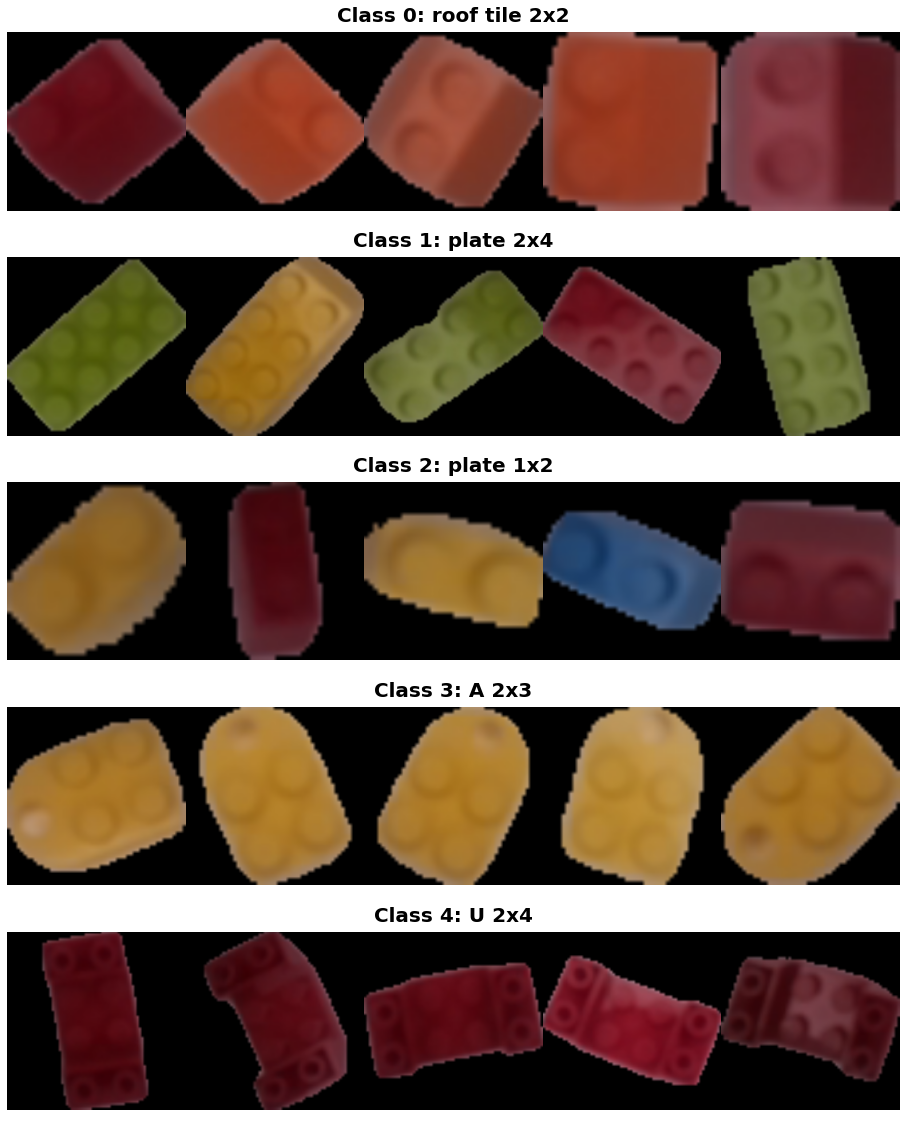 Class 0: roof tile 2x2
Class 1: plate 2x4
Class 2: plate 1x2
Class 3: A 2x3
Class 4: U 2x4